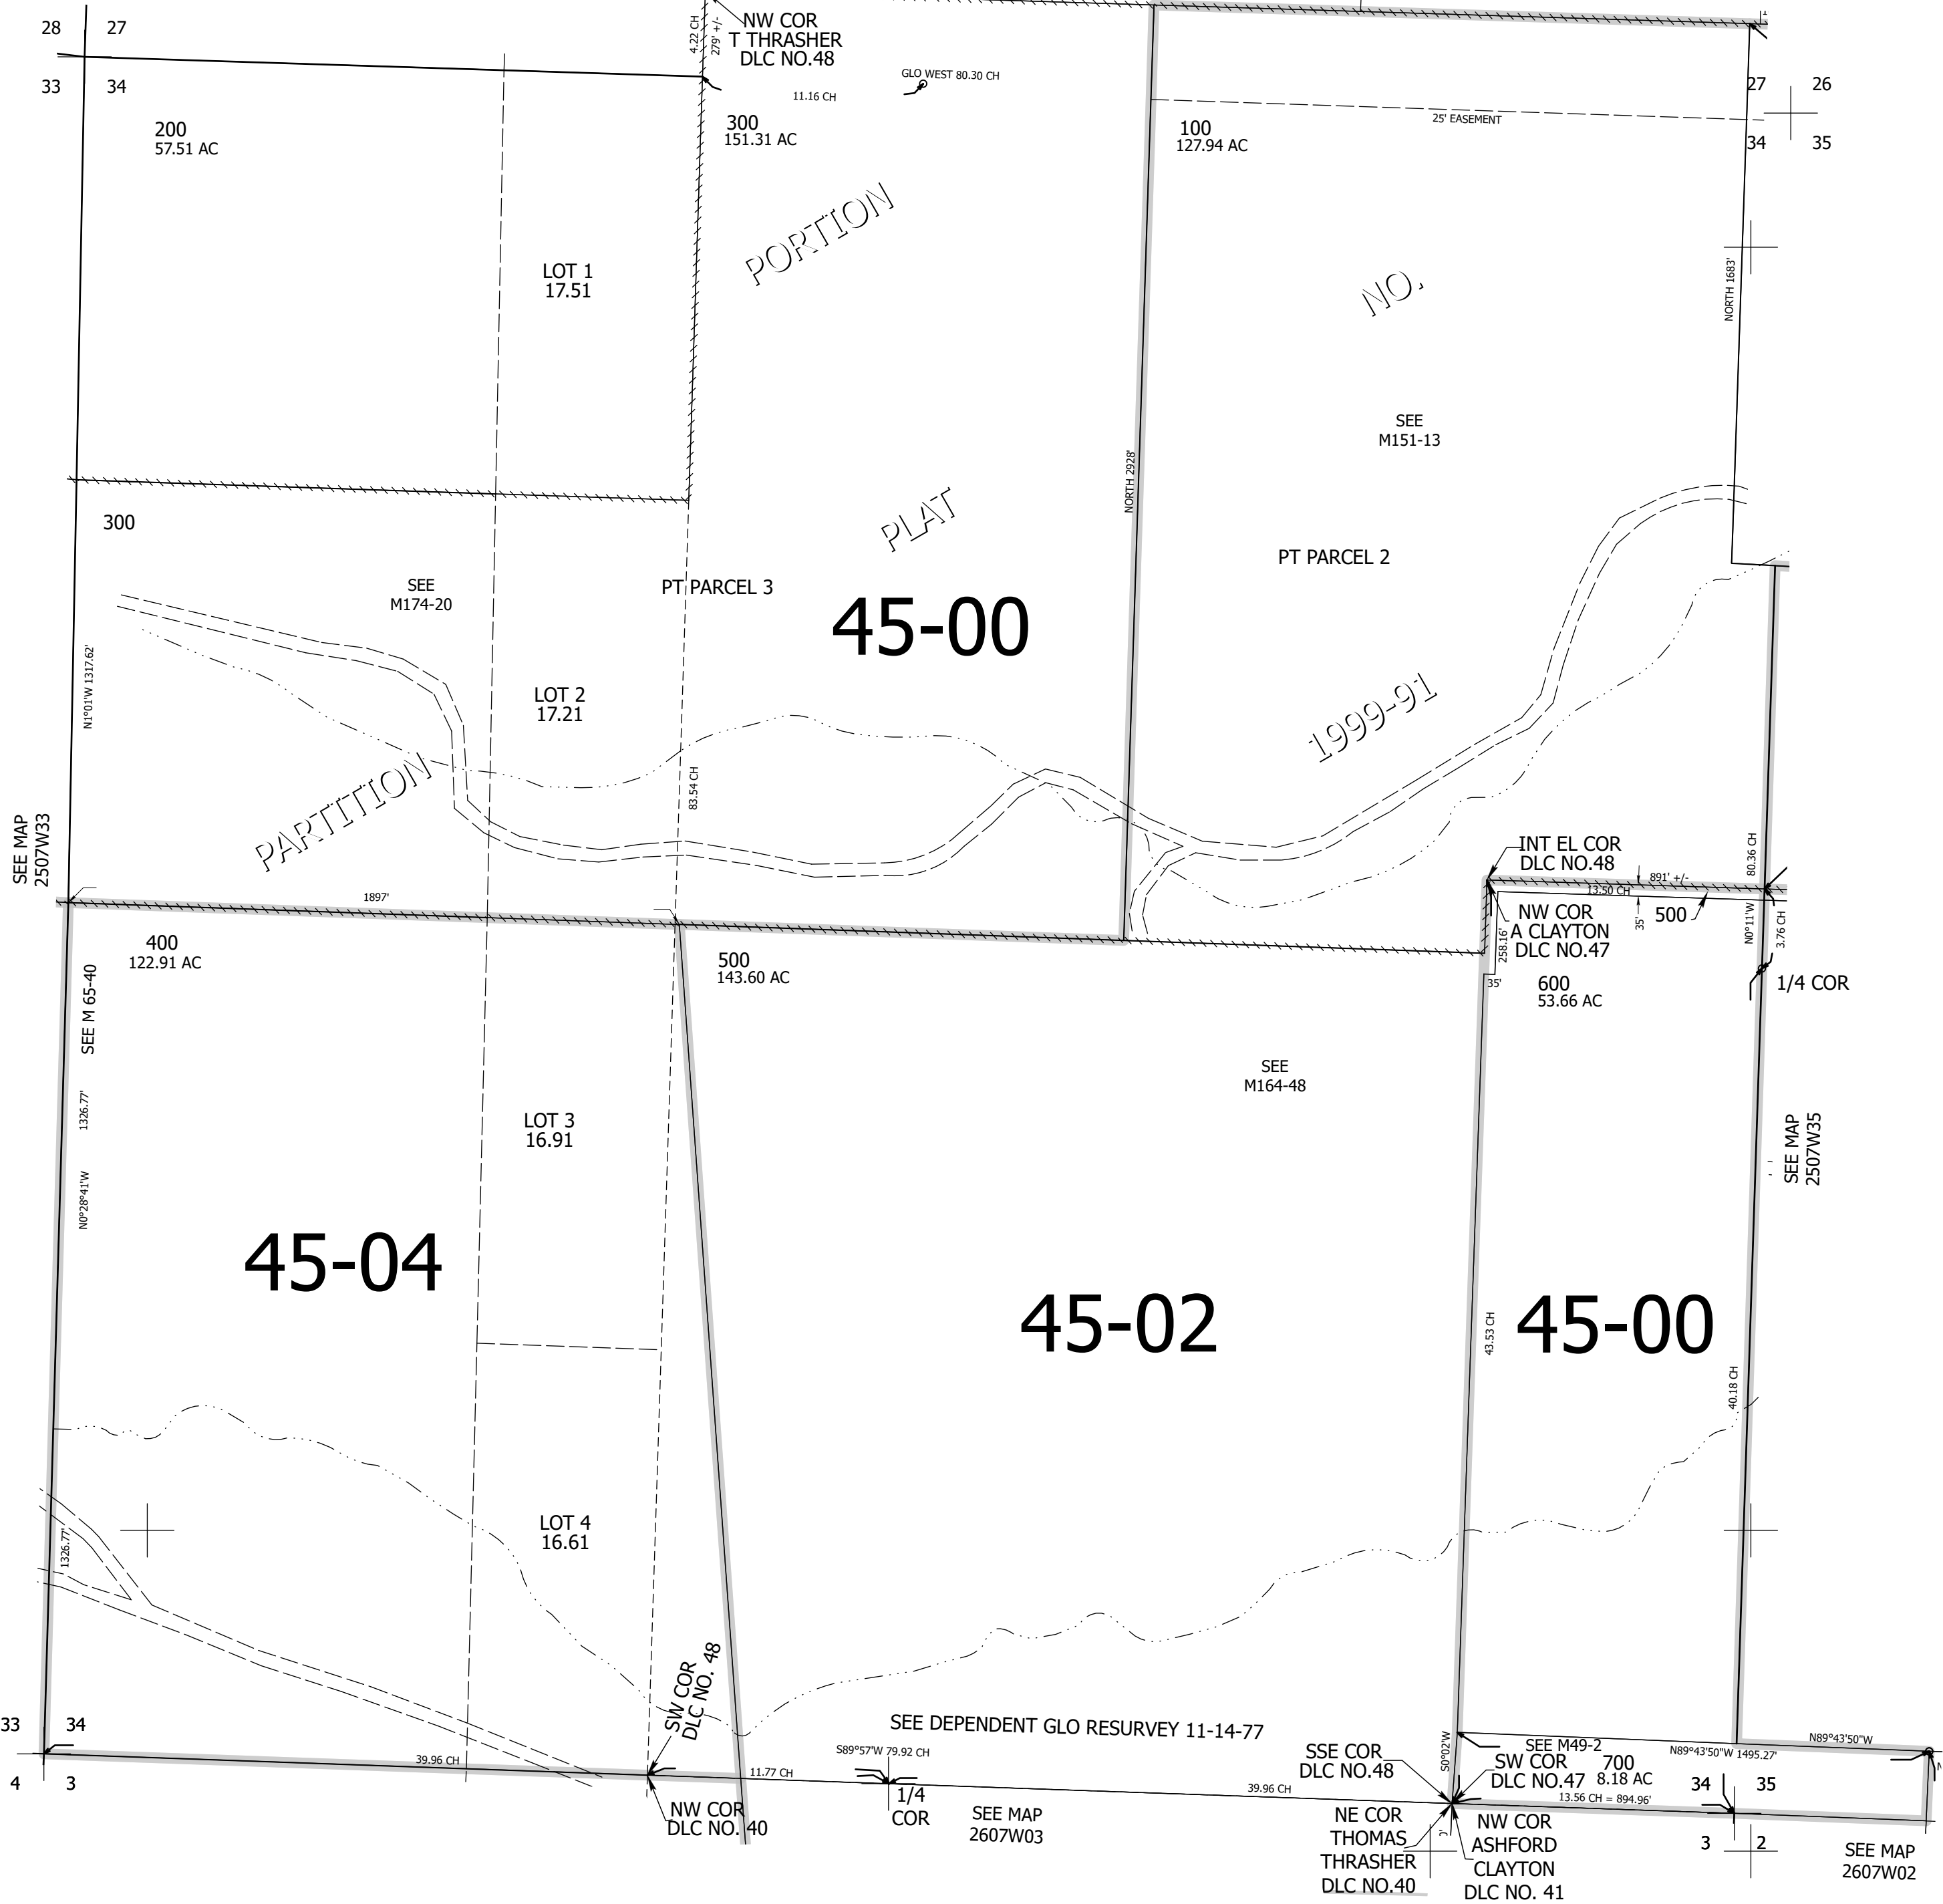 28 27
33 34
4.22 CH
279' +/-
NW COR
T THRASHER
DLC NO.48
GLO WEST 80.30 CH
11.16 CH
27 26
34 35
25' EASEMENT
200
57.51 AC
300
151.31 AC
100
127.94 AC
LOT 1
17.51
PORTION
NO.
NORTH 1683'
SEE
M151-13
NORTH 2928'
300
PLAT
SEE
M174-20
PT PARCEL 3
PT PARCEL 2
45-00
N1°01'W 1317.62'
LOT 2
17.21
1999-91
PARTITION
83.54 CH
SEE MAP
2507W33
INT EL COR
DLC NO.48
80.36 CH
891' +/-
13.50 CH
1897'
NW COR
A CLAYTON
DLC NO.47
500
35'
N0°11'W
3.76 CH
400
122.91 AC
258.16'
500
143.60 AC
35'
600
53.66 AC
1/4 COR
SEE M 65-40
SEE
M164-48
1326.77'
LOT 3
16.91
SEE MAP
2507W35
N0°28'41"W
45-04
45-02
45-00
43.53 CH
40.18 CH
LOT 4
16.61
1326.77'
SW COR
DLC NO. 48
33 34
4 3
SEE DEPENDENT GLO RESURVEY 11-14-77
39.96 CH
S89°57'W 79.92 CH
11.77 CH
1/4
COR
39.96 CH
SSE COR
DLC NO.48
S0°02'W
SEE M49-2
SW COR
DLC NO.47
700
8.18 AC
N89°43'50"W 1495.27'
N89°43'50"W
34 35
13.56 CH = 894.96'
3 2
NW COR
DLC NO. 40
SEE MAP
2607W03
NE COR
THOMAS
THRASHER
DLC NO.40
NW COR
ASHFORD
CLAYTON
DLC NO. 41
SEE MAP
2607W02